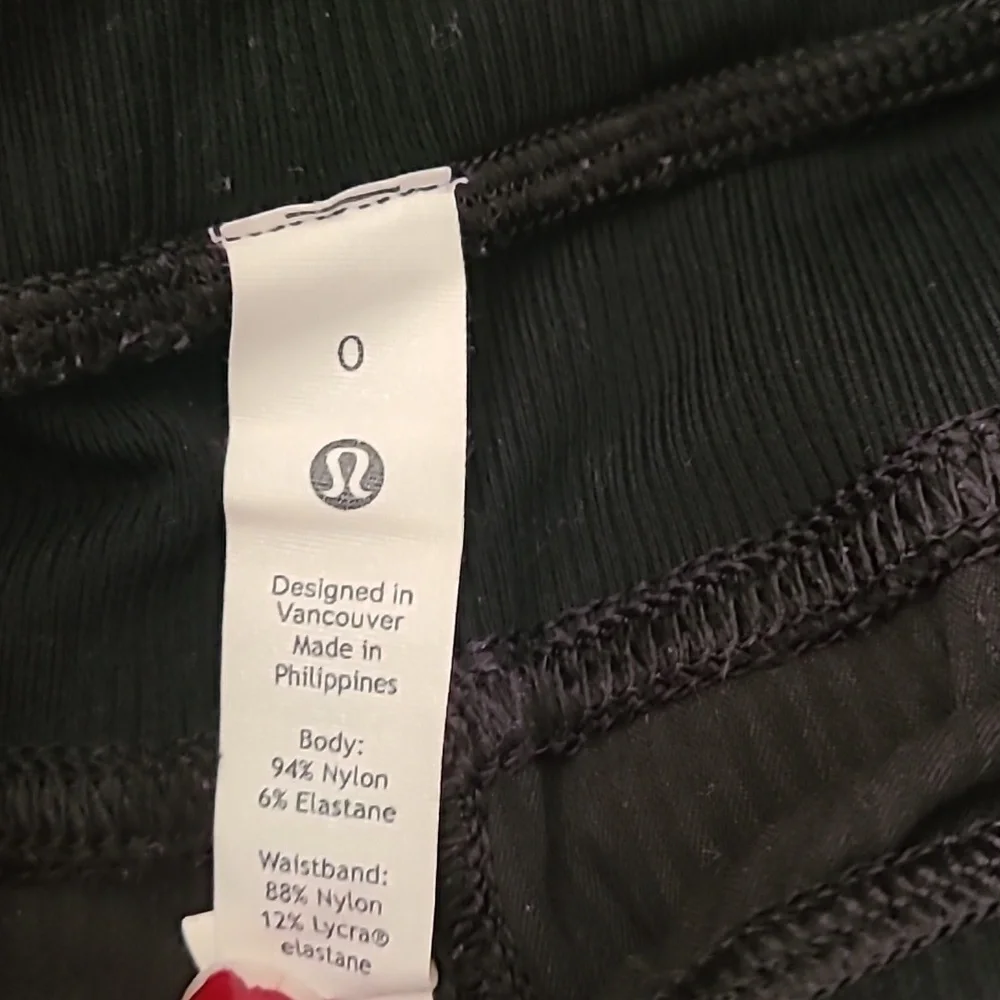 0
Designed in
Vancouver
Made in
Philippines
Body:
94% Nylon
6% Elastane
Waistband:
88% Nylon
12% Lycra®
elastane